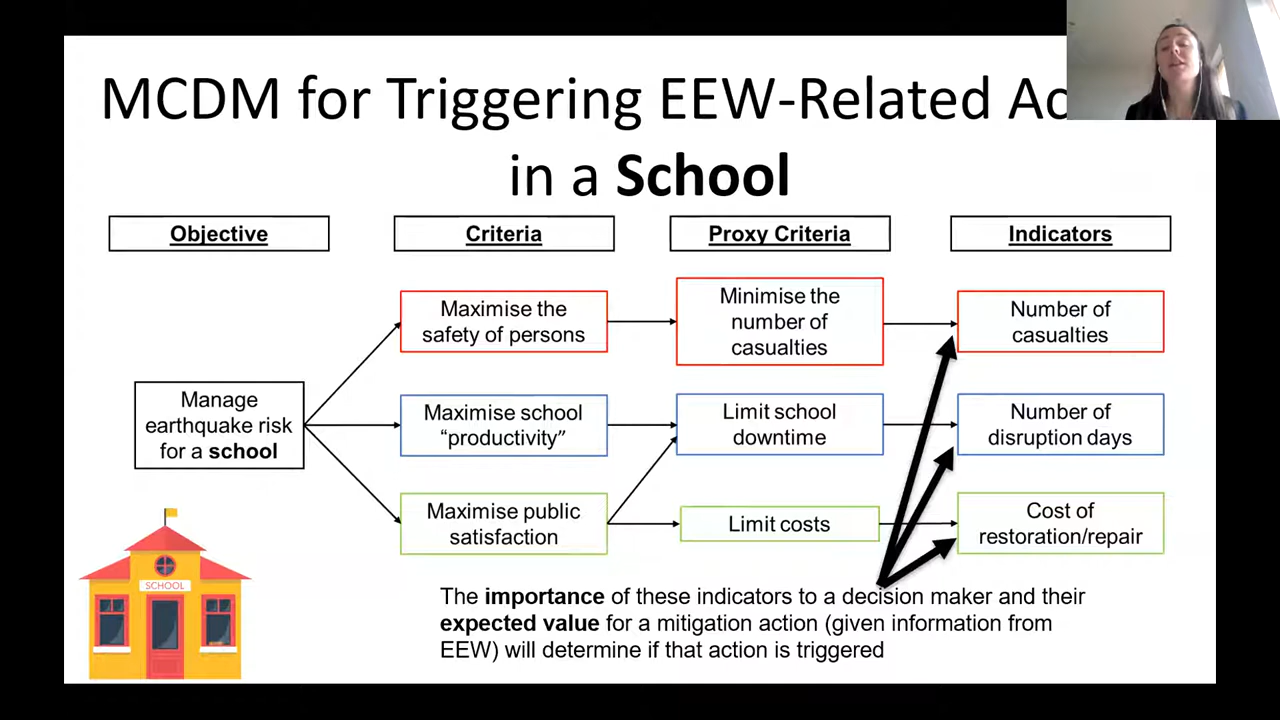 MCDM for Triggering EEW-Related
in a School
Objective
Criteria
Proxy Criteria
Indicators
Manage
earthquake risk
for a school
Maximise the
safety of persons
Minimise the
number of
casualties
Number of
casualties
Maximise school
“productivity”
Limit school
downtime
Number of
disruption days
Maximise public
satisfaction
Limit costs
Cost of
restoration/repair
SCHOOL
The importance of these indicators to a decision maker and their
expected value for a mitigation action (given information from
EEW) will determine if that action is triggered